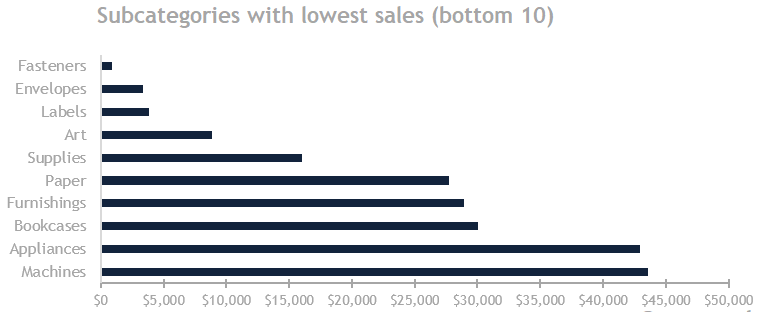 Subcategories with lowest sales (bottom 10)
Fasteners
Envelopes
Labels
Art
Supplies
Paper
Furnishings
Bookcases
Appliances
Machines
$0 $5,000 $10,000 $15,000 $20,000 $25,000 $30,000 $35,000 $40,000 $45,000 $50,000